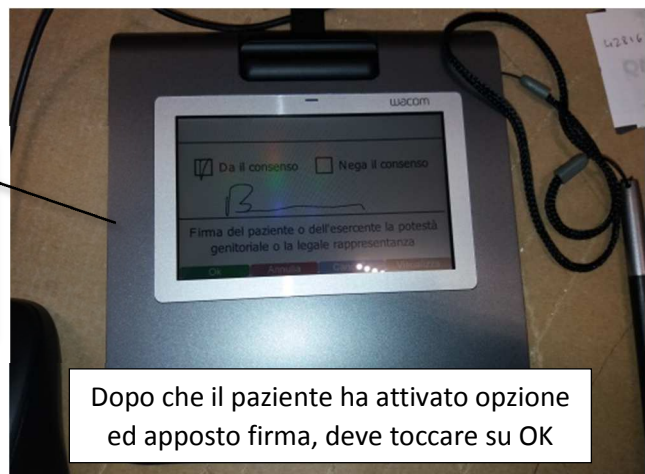 wacom
Da il consenso Nega il consenso
Firma del paziente o dell'esercente la potestà
genitoriale o la legale rappresentanza
Ok Annulla
Dopo che il paziente ha attivato opzione
ed apposto firma, deve toccare su OK